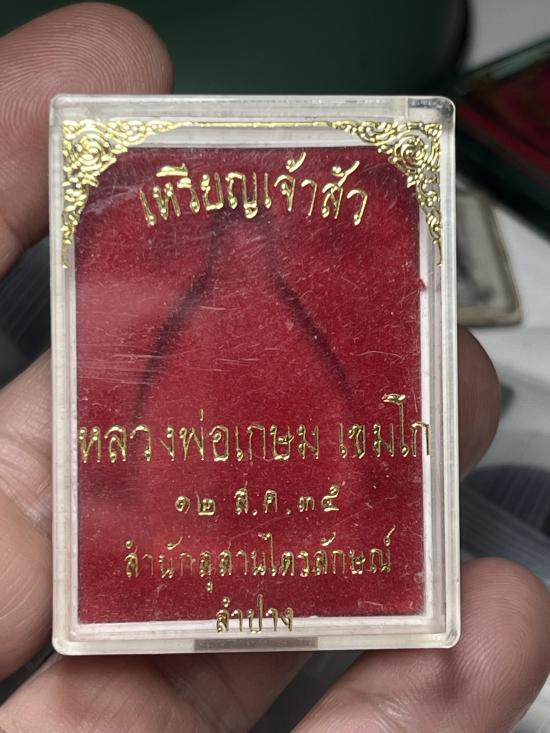 เหรียญเจ้าสัว
หลวงพ่อเกษม เขมโก
๑๒ ส.ค.๓๕
สำนักสุสานไตรลักษณ์
ลำปาง